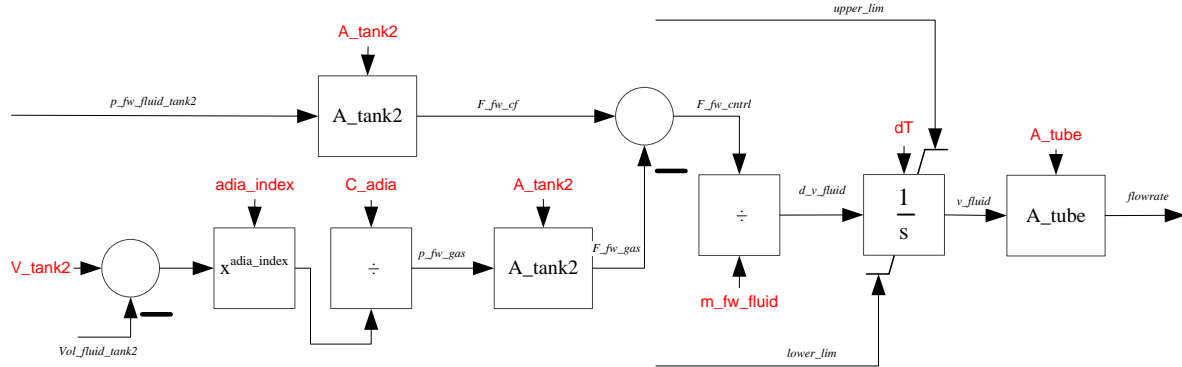 upper_lim
A_tank2
p_fw_fluid_tank2
A_tank2
F_fw_cf
F_fw_cntrl
dT
A_tube
adia_index
C_adia
A_tank2
÷
d_v_fluid
1
s
v_fluid
A_tube
flowrate
V_tank2
x^adia_index
÷
p_fw_gas
A_tank2
F_fw_gas
m_fw_fluid
Vol_fluid_tank2
lower_lim